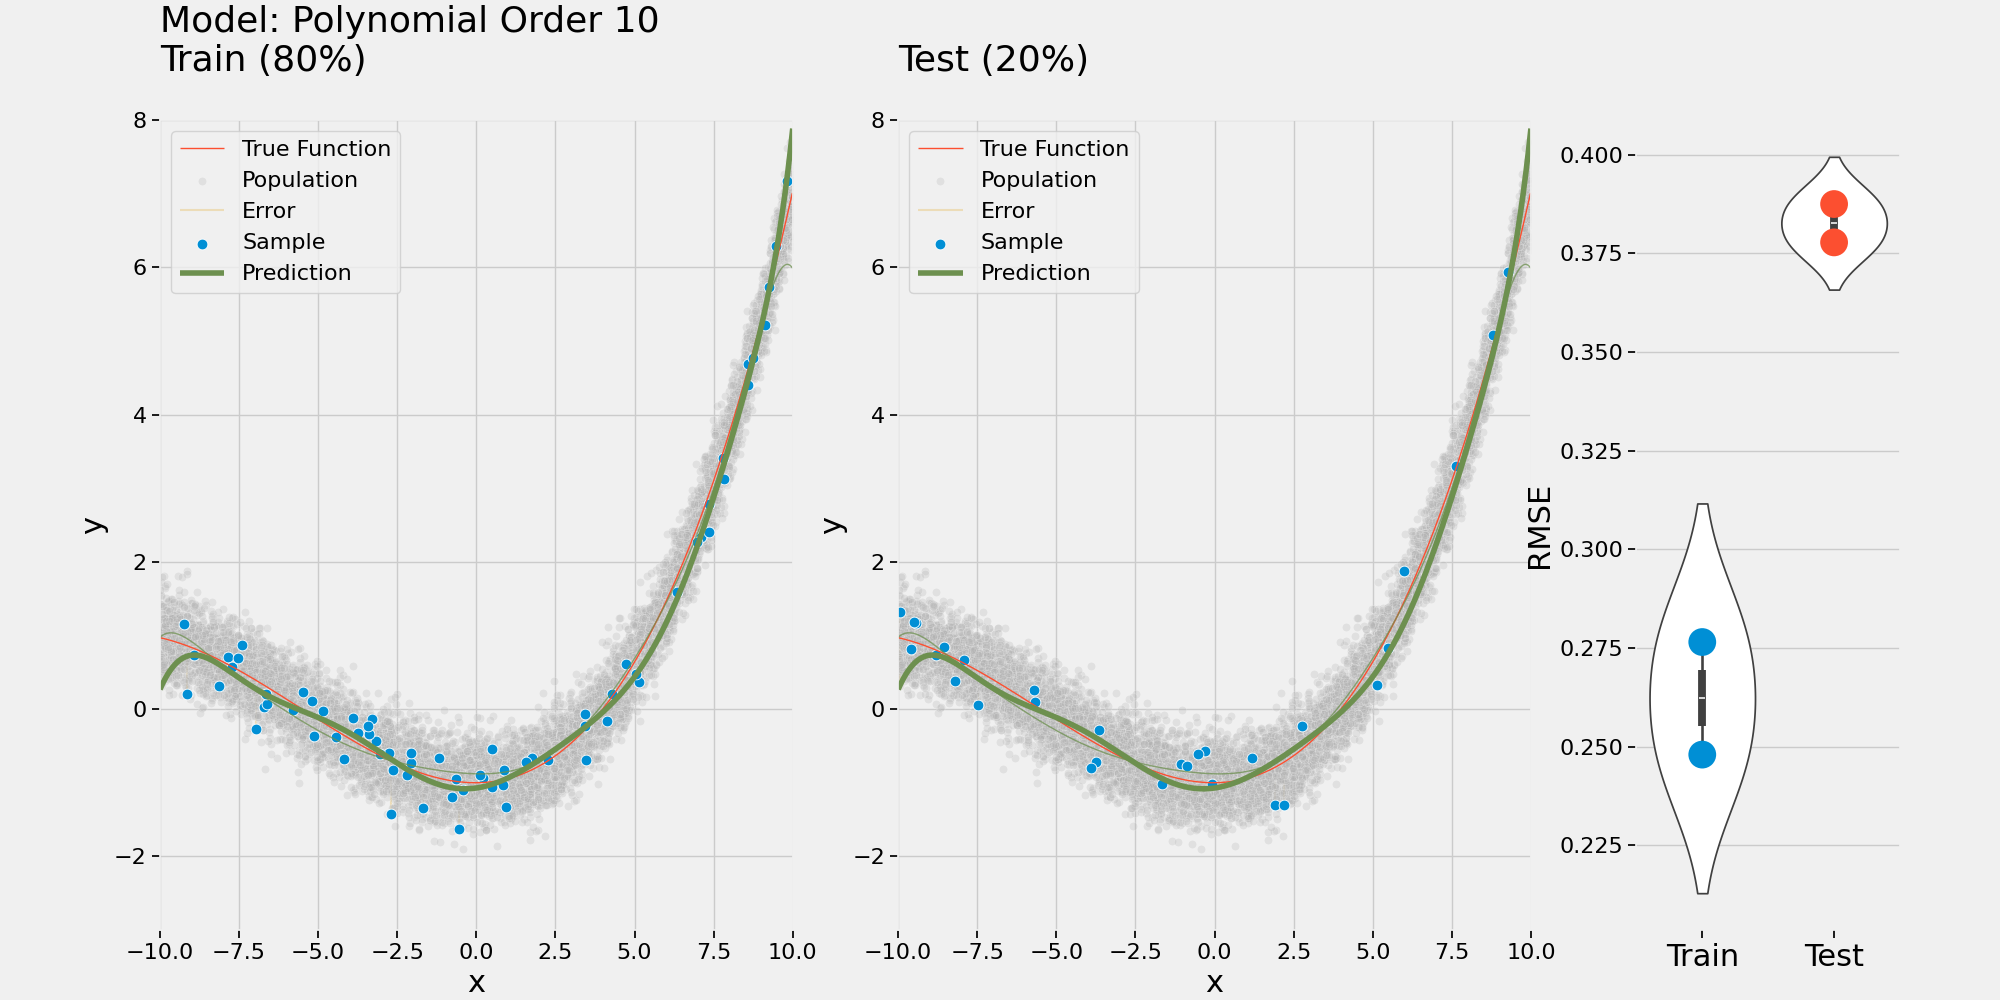 Model: Polynomial Order 10
Train (80%)
Test (20%)
8
6
4
2
0
−2
y
True Function
Population
Error
Sample
Prediction
−10.0 −7.5 −5.0 −2.5 0.0 2.5 5.0 7.5 10.0
x
8
6
4
2
0
−2
y
True Function
Population
Error
Sample
Prediction
−10.0 −7.5 −5.0 −2.5 0.0 2.5 5.0 7.5 10.0
x
0.400
0.375
0.350
0.325
0.300
0.275
0.250
0.225
RMSE
Train Test